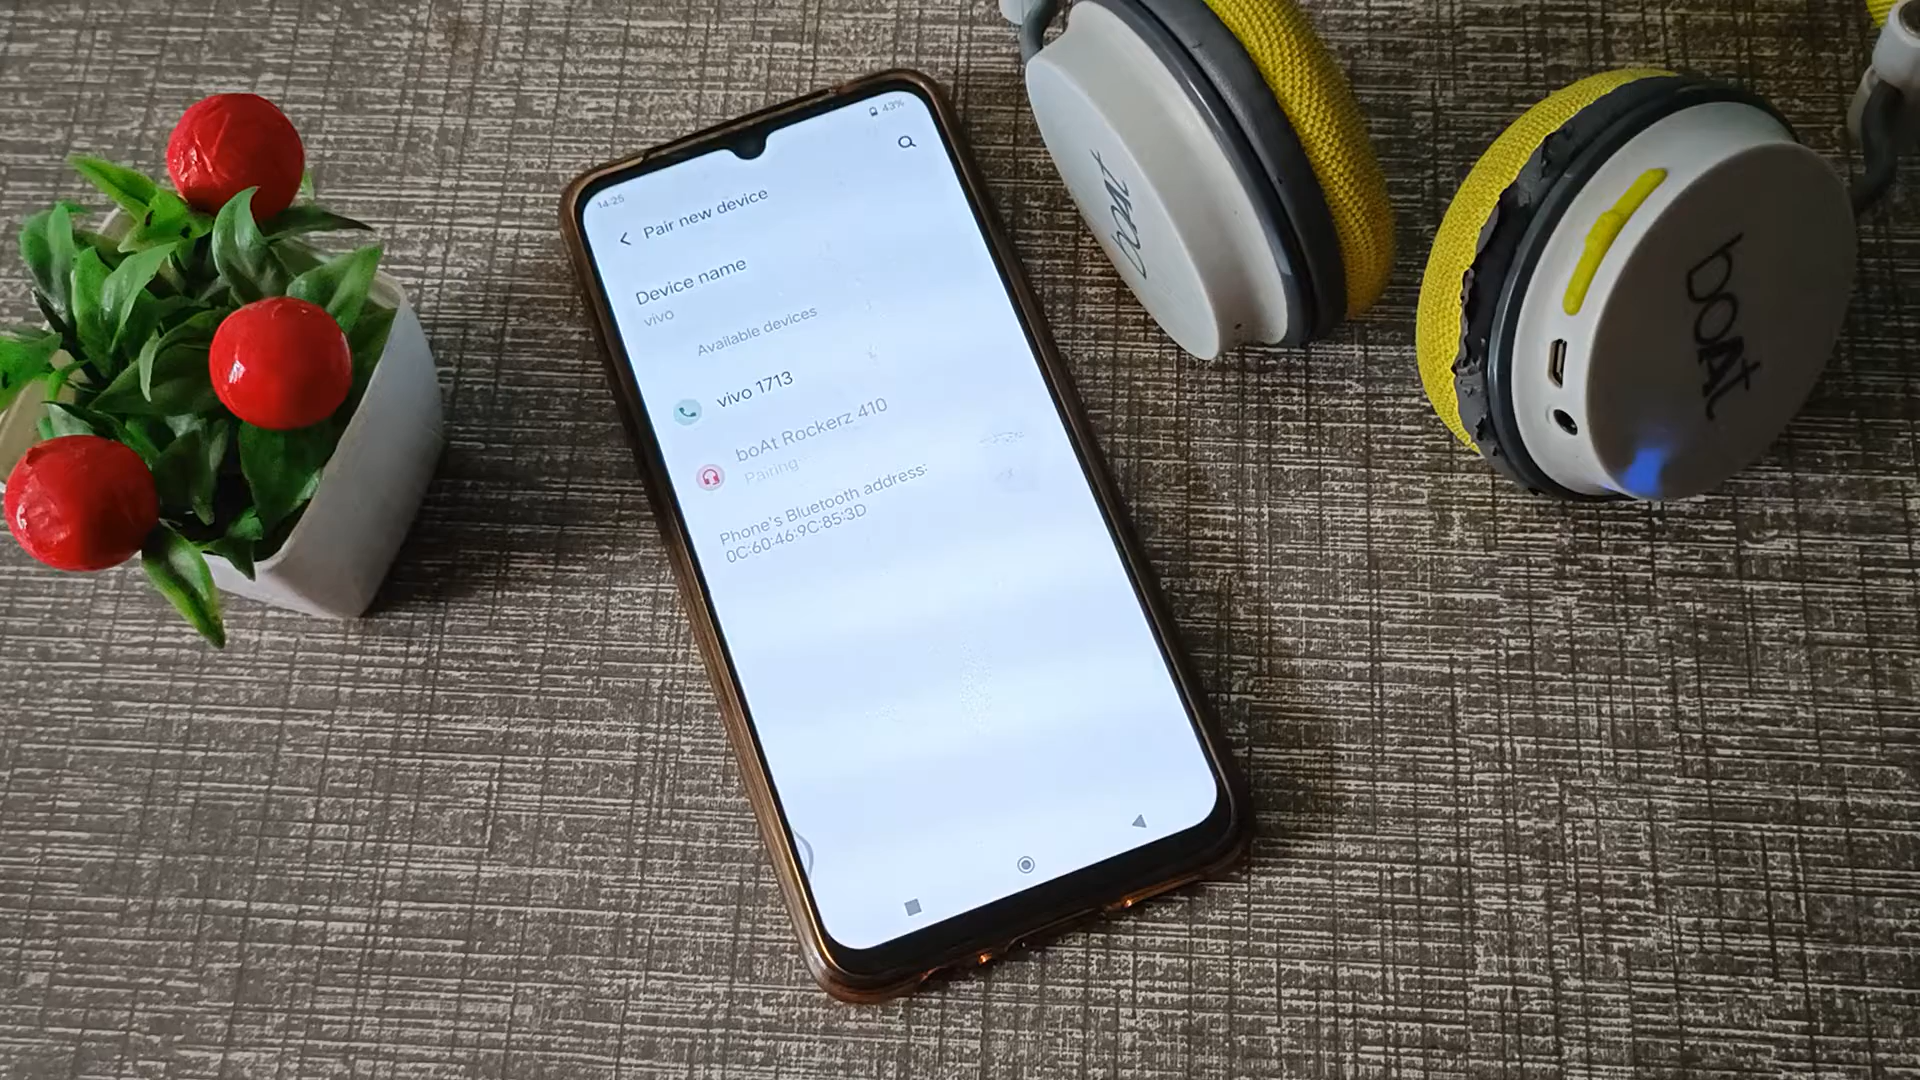 14:25
43%
Pair new device
Device name
vivo
Available devices
vivo 1713
boAt Rockerz 410
Pairing...
Phone's Bluetooth address:
0C:60:46:9C:85:3D
boAt
boAt